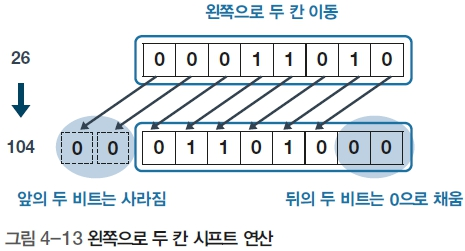 왼쪽으로 두 칸 이동
26 0 0 0 1 1 0 1 0
104 0 0 0 1 1 0 1 0 0 0
앞의 두 비트는 사라짐 뒤의 두 비트는 0으로 채움
그림 4-13 왼쪽으로 두 칸 시프트 연산